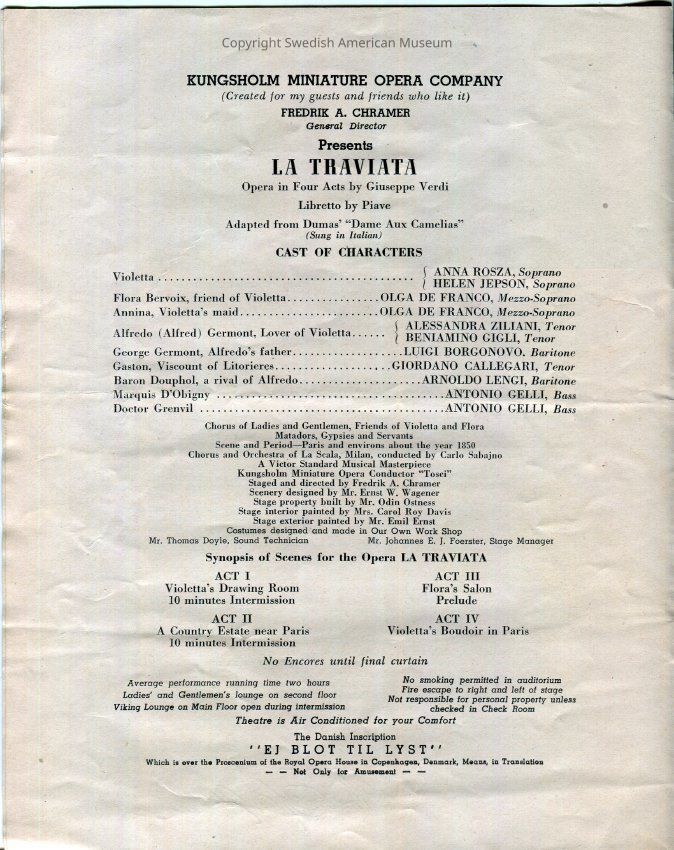 Copyright Swedish American Museum
KUNGSHOLM MINIATURE OPERA COMPANY
(Created for my guests and friends who like it)
FREDRIK A. CHRAMER
General Director
Presents
LA TRAVIATA
Opera in Four Acts by Giuseppe Verdi
Libretto by Piave
Adapted from Dumas' "Dame Aux Camelias"
(Sung in Italian)
CAST OF CHARACTERS
Violetta ........................................ { ANNA ROSZA, Soprano
{ HELEN JEPSON, Soprano
Flora Bervoix, friend of Violetta................OLGA DE FRANCO, Mezzo-Soprano
Annina, Violetta's maid........................OLGA DE FRANCO, Mezzo-Soprano
Alfredo (Alfred) Germont, Lover of Violetta...... { ALESSANDRA ZILIANI, Tenor
{ BENIAMINO GIGLI, Tenor
George Germont, Alfredo's father...................LUIGI BORGONOVO. Baritone
Gaston, Viscount of Litorieres....................GIORDANO CALLEGARI, Tenor
Baron Douphol, a rival of Alfredo.....................ARNOLDO LENGI, Baritone
Marquis D'Obigny .......................................ANTONIO GELLI, Bass
Doctor Grenvil ..........................................ANTONIO GELLI, Bass
Chorus of Ladies and Gentlemen, Friends of Violetta and Flora
Matadors, Gypsies and Servants
Scene and Period—Paris and environs about the year 1850
Chorus and Orchestra of La Scala, Milan, conducted by Carlo Sabajno
A Victor Standard Musical Masterpiece
Kungsholm Miniature Opera Conductor "Tosci"
Staged and directed by Fredrik A. Chramer
Scenery designed by Mr. Ernst W. Wagener
Stage property built by Mr. Odin Ostness
Stage interior painted by Mrs. Carol Roy Davis
Stage exterior painted by Mr. Emil Ernst
Costumes designed and made in Our Own Work Shop
Mr. Thomas Doyle, Sound Technician Mr. Johannes E. J. Foerster, Stage Manager
Synopsis of Scenes for the Opera LA TRAVIATA
ACT I
Violetta's Drawing Room
10 minutes Intermission
ACT II
A Country Estate near Paris
10 minutes Intermission
ACT III
Flora's Salon
Prelude
ACT IV
Violetta's Boudoir in Paris
No Encores until final curtain
Average performance running time two hours
Ladies' and Gentlemen's lounge on second floor
Viking Lounge on Main Floor open during intermission
No smoking permitted in auditorium
Fire escape to right and left of stage
Not responsible for personal property unless
checked in Check Room
Theatre is Air Conditioned for your Comfort
The Danish Inscription
''EJ BLOT TIL LYST''
Which is over the Proscenium of the Royal Opera House in Copenhagen, Denmark, Means, in Translation
— — Not Only for Amusement — —